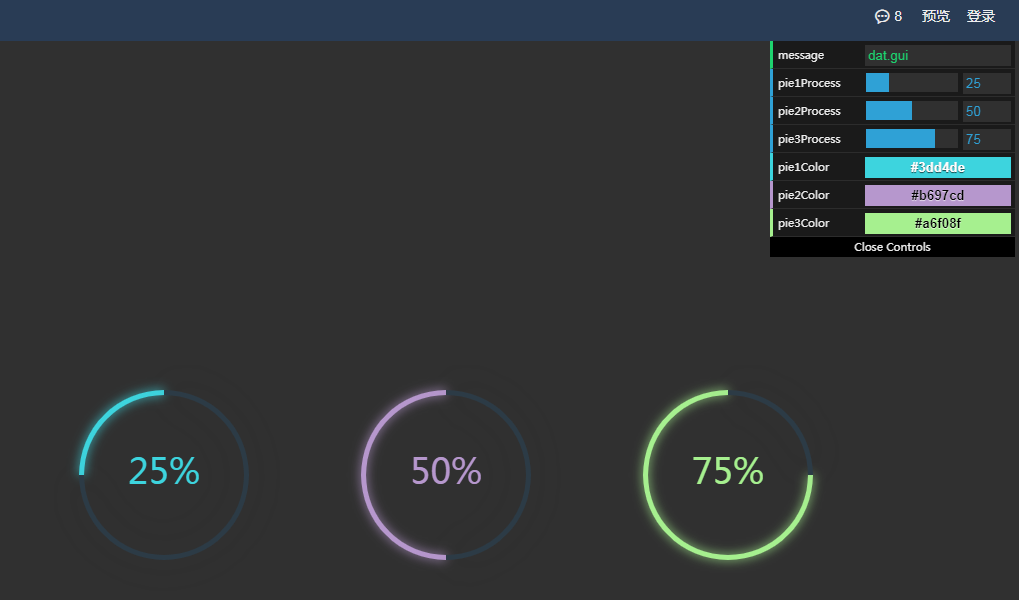 8 预览 登录
message dat.gui
pie1Process 25
pie2Process 50
pie3Process 75
pie1Color #3dd4de
pie2Color #b697cd
pie3Color #a6f08f
Close Controls
25% 50% 75%